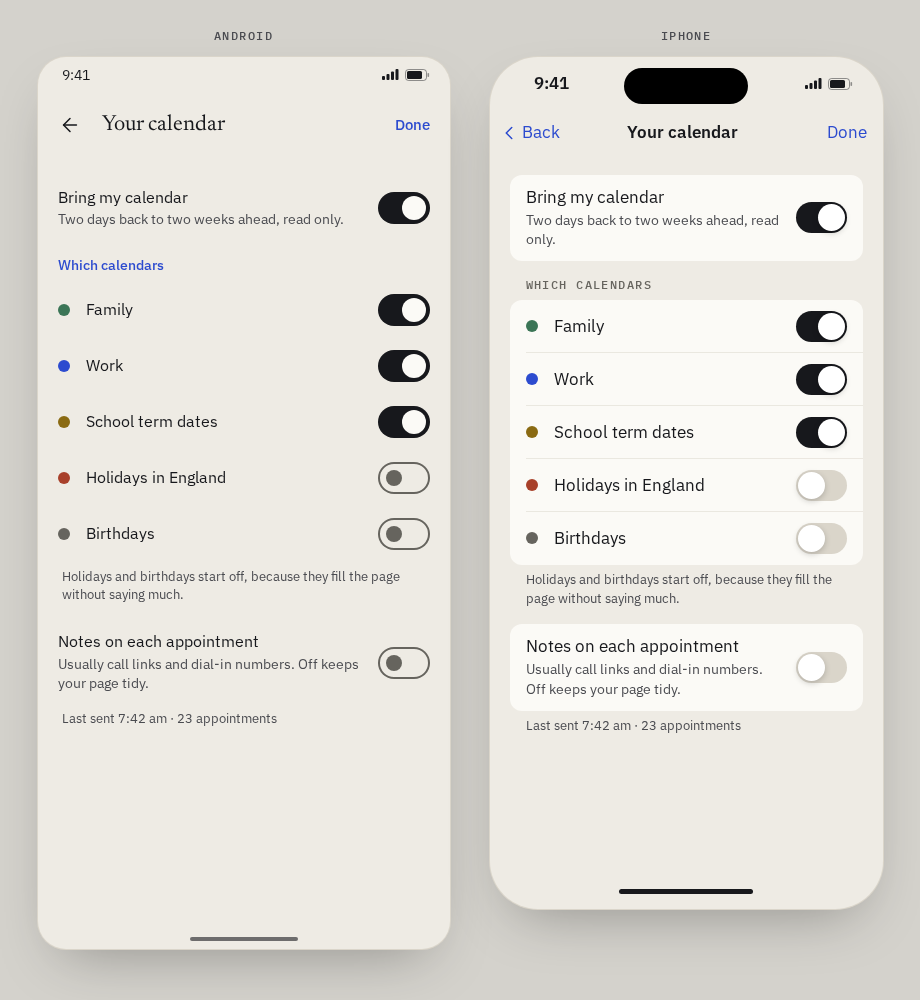 ANDROID
9:41
Your calendar
Done
Bring my calendar
Two days back to two weeks ahead, read only.
Which calendars
Family
Work
School term dates
Holidays in England
Birthdays
Holidays and birthdays start off, because they fill the page
without saying much.
Notes on each appointment
Usually call links and dial-in numbers. Off keeps
your page tidy.
Last sent 7:42 am · 23 appointments
IPHONE
9:41
Back
Your calendar
Done
Bring my calendar
Two days back to two weeks ahead, read
only.
WHICH CALENDARS
Family
Work
School term dates
Holidays in England
Birthdays
Holidays and birthdays start off, because they fill the
page without saying much.
Notes on each appointment
Usually call links and dial-in numbers.
Off keeps your page tidy.
Last sent 7:42 am · 23 appointments